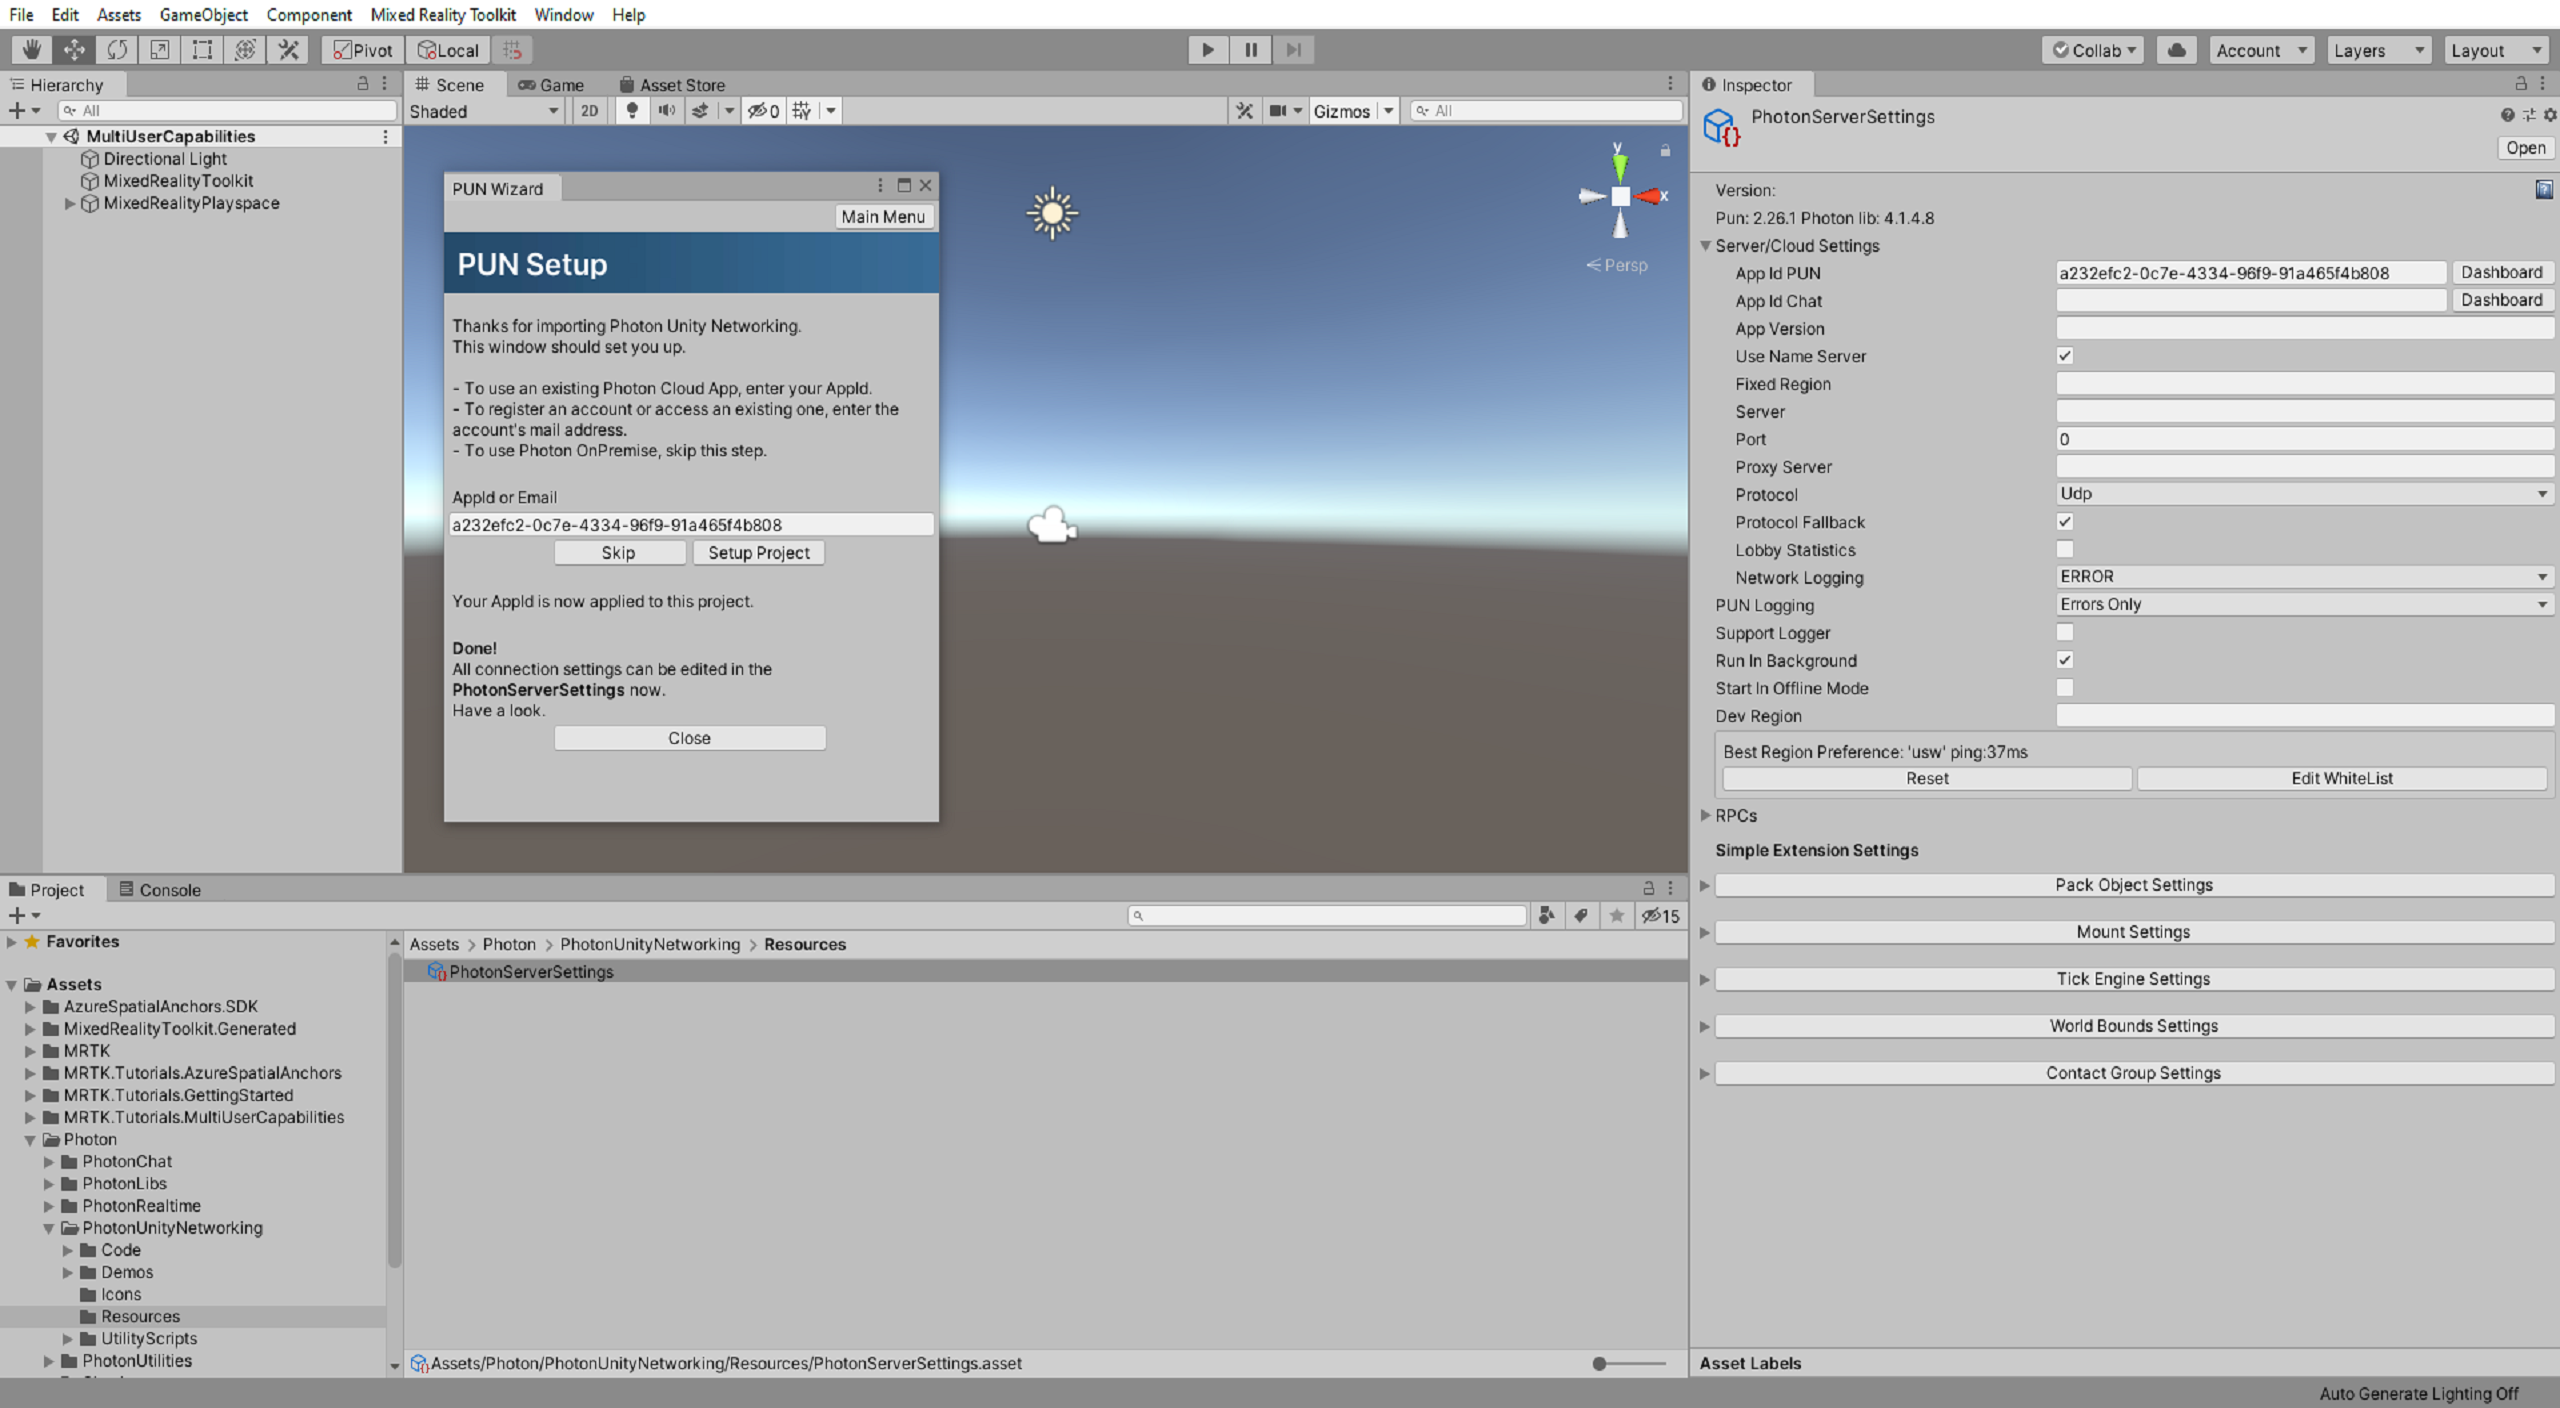 File Edit Assets GameObject Component Mixed Reality Toolkit Window Help
Pivot Local Collab Account Layers Layout
Hierarchy
All
MultiUserCapabilities
Directional Light
MixedRealityToolkit
MixedRealityPlayspace
Scene Game Asset Store
Shaded 2D 0 Gizmos All
y
x
Persp
PUN Wizard
Main Menu
PUN Setup
Thanks for importing Photon Unity Networking.
This window should set you up.
- To use an existing Photon Cloud App, enter your AppId.
- To register an account or access an existing one, enter the
account's mail address.
- To use Photon OnPremise, skip this step.
AppId or Email
a232efc2-0c7e-4334-96f9-91a465f4b808
Skip Setup Project
Your AppId is now applied to this project.
Done!
All connection settings can be edited in the
PhotonServerSettings now.
Have a look.
Close
Inspector
PhotonServerSettings
Open
Version:
Pun: 2.26.1 Photon lib: 4.1.4.8
Server/Cloud Settings
App Id PUN a232efc2-0c7e-4334-96f9-91a465f4b808 Dashboard
App Id Chat Dashboard
App Version
Use Name Server
Fixed Region
Server
Port 0
Proxy Server
Protocol Udp
Protocol Fallback
Lobby Statistics
Network Logging ERROR
PUN Logging Errors Only
Support Logger
Run In Background
Start In Offline Mode
Dev Region
Best Region Preference: 'usw' ping:37ms
Reset Edit WhiteList
RPCs
Simple Extension Settings
Pack Object Settings
Mount Settings
Tick Engine Settings
World Bounds Settings
Contact Group Settings
Asset Labels
Project Console
15
Favorites
Assets
AzureSpatialAnchors.SDK
MixedRealityToolkit.Generated
MRTK
MRTK.Tutorials.AzureSpatialAnchors
MRTK.Tutorials.GettingStarted
MRTK.Tutorials.MultiUserCapabilities
Photon
PhotonChat
PhotonLibs
PhotonRealtime
PhotonUnityNetworking
Code
Demos
Icons
Resources
UtilityScripts
PhotonUtilities
Assets > Photon > PhotonUnityNetworking > Resources
PhotonServerSettings
Assets/Photon/PhotonUnityNetworking/Resources/PhotonServerSettings.asset
Auto Generate Lighting Off